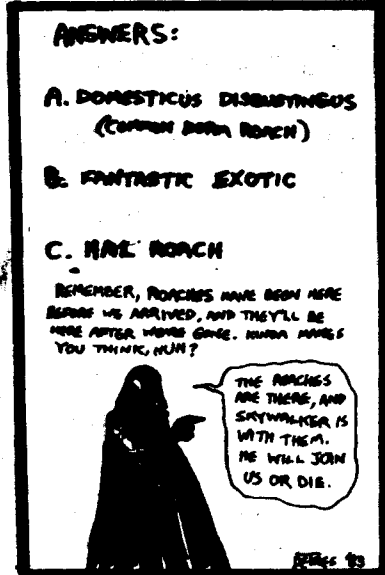 ANSWERS:
A. DOMESTICUS DISGUSTINGUS
(COMMON DORM ROACH)
B. FANTASTIC EXOTIC
C. MALE ROACH
REMEMBER, ROACHES HAVE BEEN HERE
BEFORE WE ARRIVED, AND THEY'LL BE
HERE AFTER WE'RE GONE. KINDA MAKES
YOU THINK, HUH?
THE ROACHES
ARE THERE, AND
SKYWALKER IS
WITH THEM.
HE WILL JOIN
US OR DIE.
'83